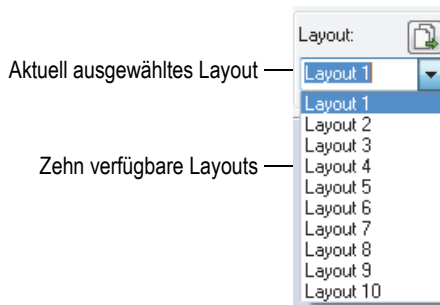 Layout:
Aktuell ausgewähltes Layout
Layout 1
Layout 1
Layout 2
Layout 3
Zehn verfügbare Layouts
Layout 4
Layout 5
Layout 6
Layout 7
Layout 8
Layout 9
Layout 10